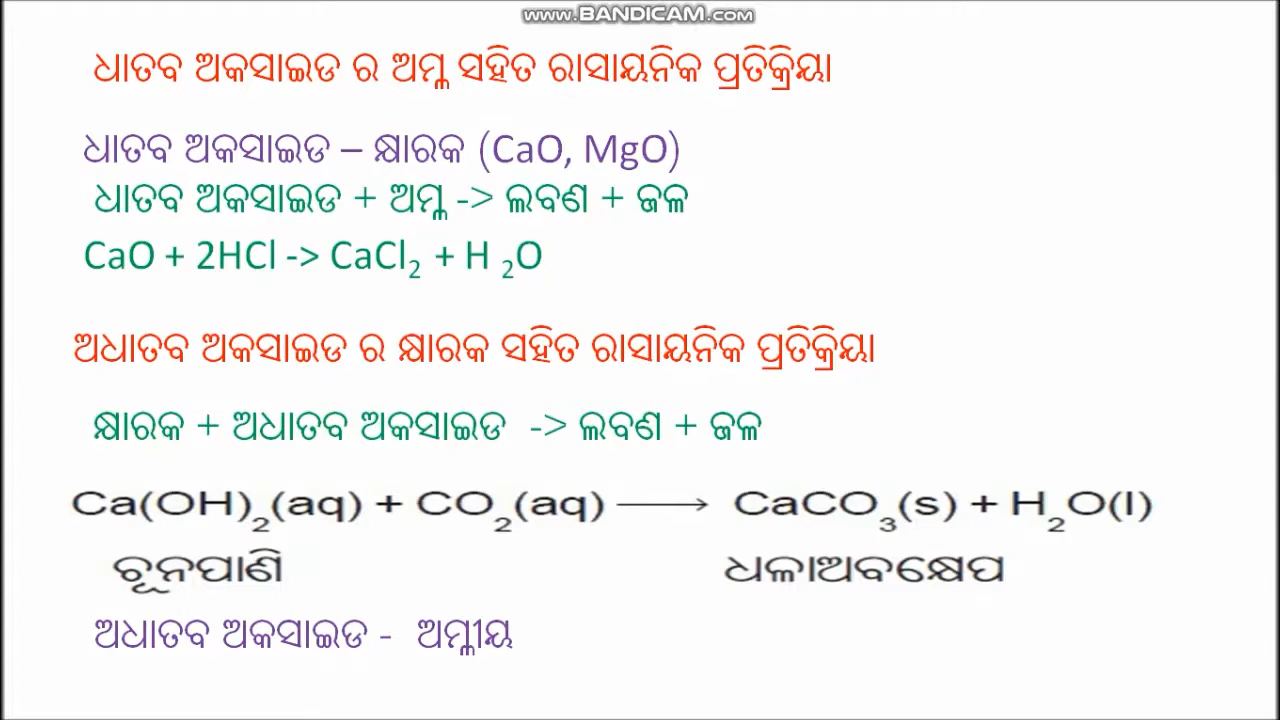 www.BANDICAM.com
ଧାତବ ଅକସାଇଡ ର ଅମ୍ଳ ସହିତ ରାସାୟନିକ ପ୍ରତିକ୍ରିୟା
ଧାତବ ଅକସାଇଡ – କ୍ଷାରକ (CaO, MgO)
ଧାତବ ଅକସାଇଡ + ଅମ୍ଳ -> ଲବଣ + ଜଳ
CaO + 2HCl -> CaCl₂ + H ₂O
ଅଧାତବ ଅକସାଇଡ ର କ୍ଷାରକ ସହିତ ରାସାୟନିକ ପ୍ରତିକ୍ରିୟା
କ୍ଷାରକ + ଅଧାତବ ଅକସାଇଡ -> ଲବଣ + ଜଳ
Ca(OH)₂(aq) + CO₂(aq) ⟶ CaCO₃(s) + H₂O(l)
ଚୂନପାଣି ଧଳାଅବକ୍ଷେପ
ଅଧାତବ ଅକସାଇଡ - ଅମ୍ଳୀୟ